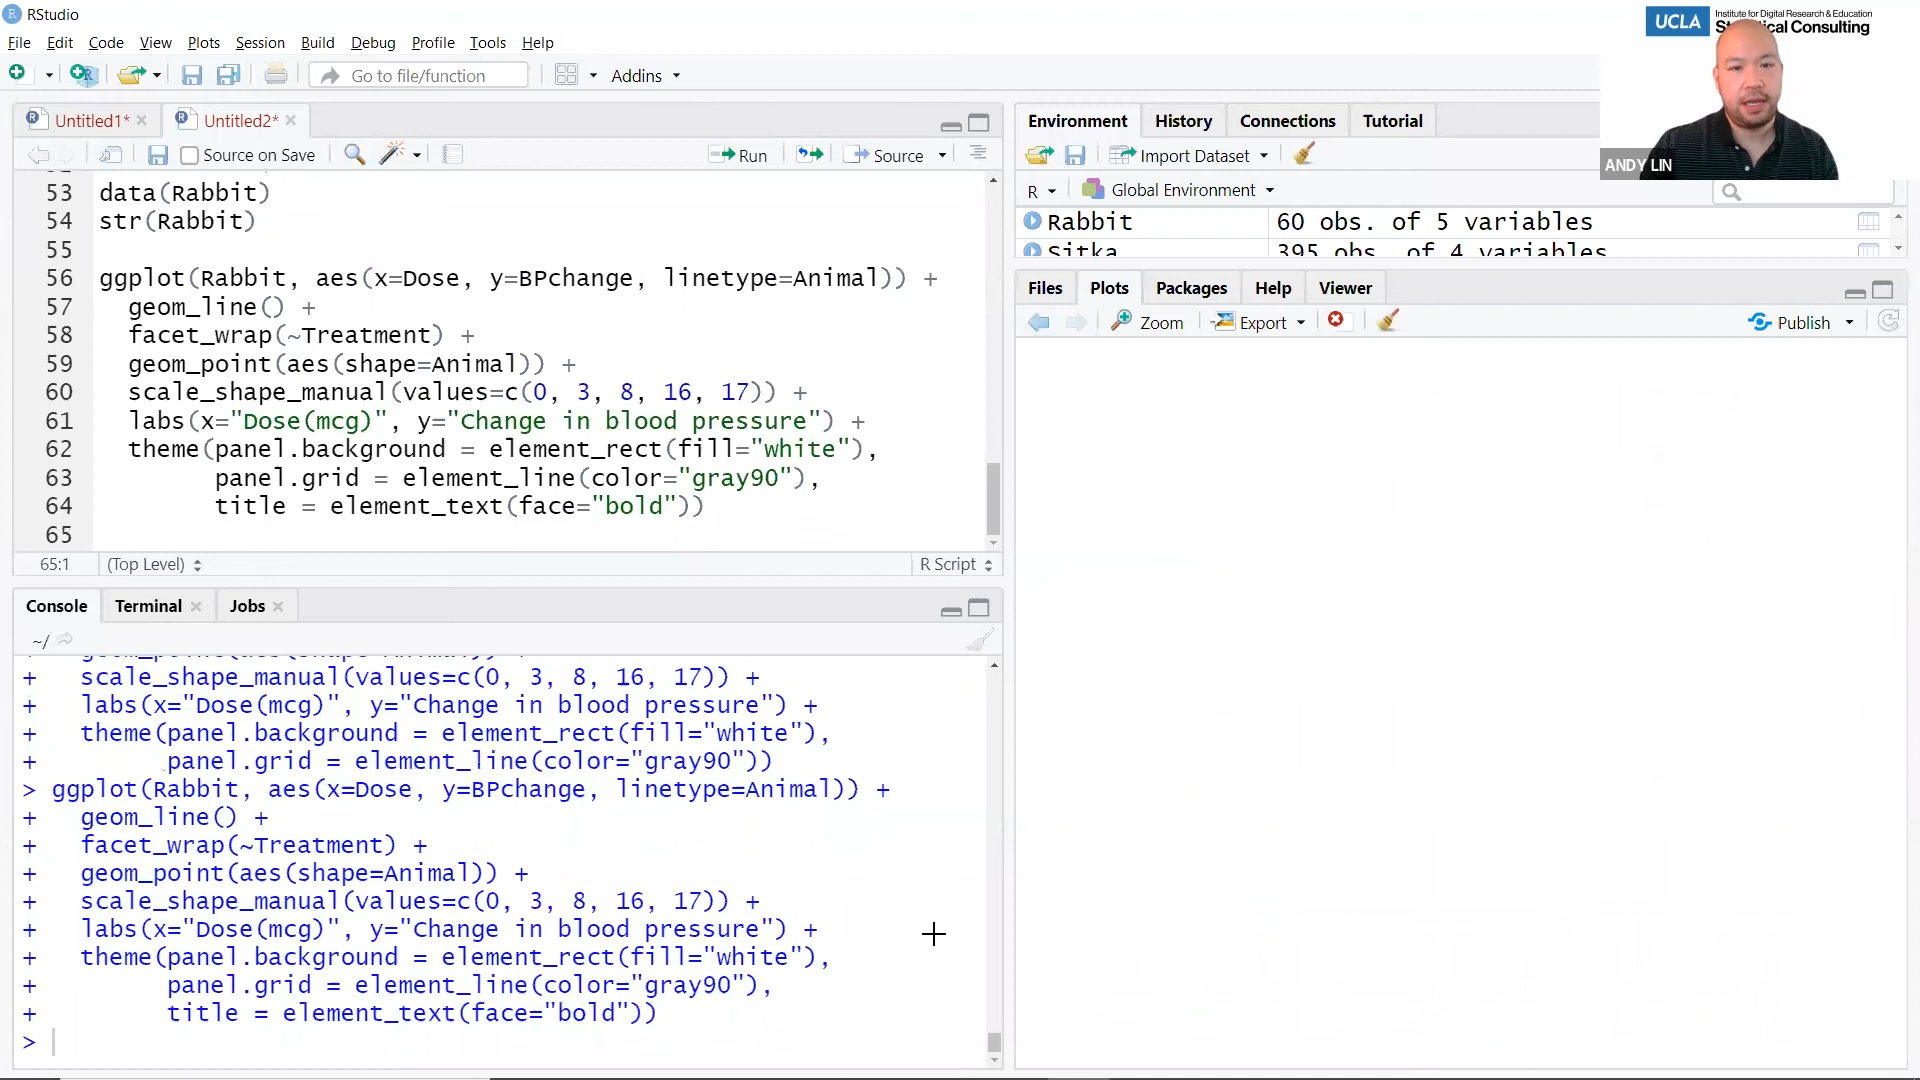 RStudio
File Edit Code View Plots Session Build Debug Profile Tools Help
Go to file/function Addins
UCLA Institute for Digital Research & Education
Consulting
ANDY LIN
Untitled1* Untitled2*
Source on Save Run Source
53 data(Rabbit)
54 str(Rabbit)
55
56 ggplot(Rabbit, aes(x=Dose, y=BPchange, linetype=Animal)) +
57 geom_line() +
58 facet_wrap(~Treatment) +
59 geom_point(aes(shape=Animal)) +
60 scale_shape_manual(values=c(0, 3, 8, 16, 17)) +
61 labs(x="Dose(mcg)", y="Change in blood pressure") +
62 theme(panel.background = element_rect(fill="white"),
63 panel.grid = element_line(color="gray90"),
64 title = element_text(face="bold"))
65
65:1 (Top Level) R Script
Console Terminal Jobs
~/
+ scale_shape_manual(values=c(0, 3, 8, 16, 17)) +
+ labs(x="Dose(mcg)", y="Change in blood pressure") +
+ theme(panel.background = element_rect(fill="white"),
+ panel.grid = element_line(color="gray90"))
> ggplot(Rabbit, aes(x=Dose, y=BPchange, linetype=Animal)) +
+ geom_line() +
+ facet_wrap(~Treatment) +
+ geom_point(aes(shape=Animal)) +
+ scale_shape_manual(values=c(0, 3, 8, 16, 17)) +
+ labs(x="Dose(mcg)", y="Change in blood pressure") +
+ theme(panel.background = element_rect(fill="white"),
+ panel.grid = element_line(color="gray90"),
+ title = element_text(face="bold"))
>
Environment History Connections Tutorial
Import Dataset
R Global Environment
Rabbit 60 obs. of 5 variables
Sitka 395 obs. of 4 variables
Files Plots Packages Help Viewer
Zoom Export Publish